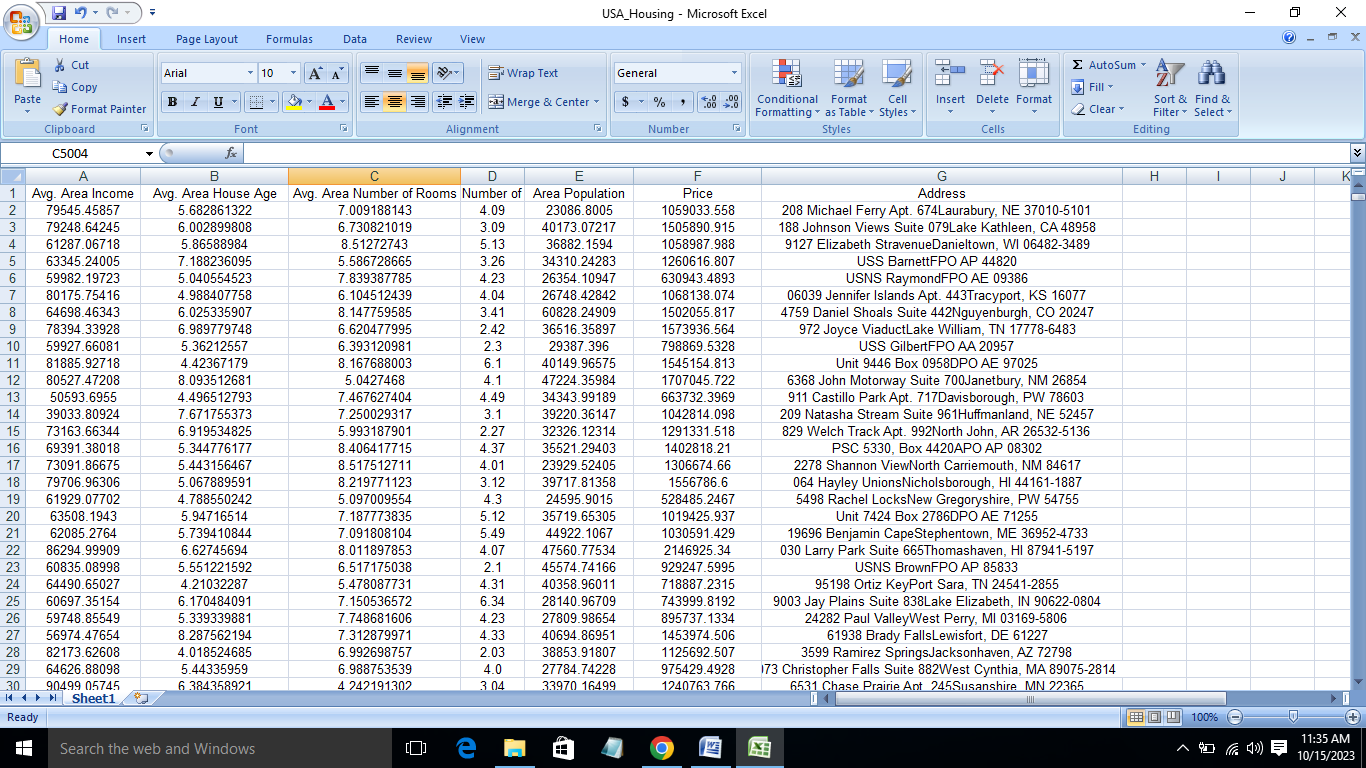 USA_Housing - Microsoft Excel
Home Insert Page Layout Formulas Data Review View
Paste Cut Copy Format Painter Clipboard
Arial 10 A A B I U A Font
Wrap Text Merge & Center Alignment
General $ % , .00 .00 Number
Conditional Formatting Format as Table Cell Styles Styles
Insert Delete Format Cells
Σ AutoSum Fill Clear Sort & Filter Find & Select Editing
C5004 fx
A B C D E F G H I J K
1 Avg. Area Income Avg. Area House Age Avg. Area Number of Rooms Number of Area Population Price Address
2 79545.45857 5.682861322 7.009188143 4.09 23086.8005 1059033.558 208 Michael Ferry Apt. 674Laurabury, NE 37010-5101
3 79248.64245 6.002899808 6.730821019 3.09 40173.07217 1505890.915 188 Johnson Views Suite 079Lake Kathleen, CA 48958
4 61287.06718 5.86588984 8.51272743 5.13 36882.1594 1058987.988 9127 Elizabeth StravenueDanieltown, WI 06482-3489
5 63345.24005 7.188236095 5.586728665 3.26 34310.24283 1260616.807 USS BarnettFPO AP 44820
6 59982.19723 5.040554523 7.839387785 4.23 26354.10947 630943.4893 USNS RaymondFPO AE 09386
7 80175.75416 4.988407758 6.104512439 4.04 26748.42842 1068138.074 06039 Jennifer Islands Apt. 443Tracyport, KS 16077
8 64698.46343 6.025335907 8.147759585 3.41 60828.24909 1502055.817 4759 Daniel Shoals Suite 442Nguyenburgh, CO 20247
9 78394.33928 6.989779748 6.620477995 2.42 36516.35897 1573936.564 972 Joyce ViaductLake William, TN 17778-6483
10 59927.66081 5.36212557 6.393120981 2.3 29387.396 798869.5328 USS GilbertFPO AA 20957
11 81885.92718 4.42367179 8.167688003 6.1 40149.96575 1545154.813 Unit 9446 Box 0958DPO AE 97025
12 80527.47208 8.093512681 5.0427468 4.1 47224.35984 1707045.722 6368 John Motorway Suite 700Janetbury, NM 26854
13 50593.6955 4.496512793 7.467627404 4.49 34343.99189 663732.3969 911 Castillo Park Apt. 717Davisborough, PW 78603
14 39033.80924 7.671755373 7.250029317 3.1 39220.36147 1042814.098 209 Natasha Stream Suite 961Huffmanland, NE 52457
15 73163.66344 6.919534825 5.993187901 2.27 32326.12314 1291331.518 829 Welch Track Apt. 992North John, AR 26532-5136
16 69391.38018 5.344776177 8.406417715 4.37 35521.29403 1402818.21 PSC 5330, Box 4420APO AP 08302
17 73091.86675 5.443156467 8.517512711 4.01 23929.52405 1306674.66 2278 Shannon ViewNorth Carriemouth, NM 84617
18 79706.96306 5.067889591 8.219771123 3.12 39717.81358 1556786.6 064 Hayley UnionsNicholsborough, HI 44161-1887
19 61929.07702 4.788550242 5.097009554 4.3 24595.9015 528485.2467 5498 Rachel LocksNew Gregoryshire, PW 54755
20 63508.1943 5.94716514 7.187773835 5.12 35719.65305 1019425.937 Unit 7424 Box 2786DPO AE 71255
21 62085.2764 5.739410844 7.091808104 5.49 44922.1067 1030591.429 19696 Benjamin CapeStephentown, ME 36952-4733
22 86294.99909 6.62745694 8.011897853 4.07 47560.77534 2146925.34 030 Larry Park Suite 665Thomashaven, HI 87941-5197
23 60835.08998 5.551221592 6.517175038 2.1 45574.74166 929247.5995 USNS BrownFPO AP 85833
24 64490.65027 4.21032287 5.478087731 4.31 40358.96011 718887.2315 95198 Ortiz KeyPort Sara, TN 24541-2855
25 60697.35154 6.170484091 7.150536572 6.34 28140.96709 743999.8192 9003 Jay Plains Suite 838Lake Elizabeth, IN 90622-0804
26 59748.85549 5.339339881 7.748681606 4.23 27809.98654 895737.1334 24282 Paul ValleyWest Perry, MI 03169-5806
27 56974.47654 8.287562194 7.312879971 4.33 40694.86951 1453974.506 61938 Brady FallsLewisfort, DE 61227
28 82173.62608 4.018524685 6.992698757 2.03 38853.91807 1125692.507 3599 Ramirez SpringsJacksonhaven, AZ 72798
29 64626.88098 5.44335959 6.988753539 4.0 27784.74228 975429.4928 073 Christopher Falls Suite 882West Cynthia, MA 89075-2814
30 90499.05745 6.384358921 4.242191302 3.04 33970.16499 1240763.766 6531 Chase Prairie Apt. 245Susanshire, MN 22365
Sheet1
Ready 100%
Search the web and Windows
11:35 AM
10/15/2023